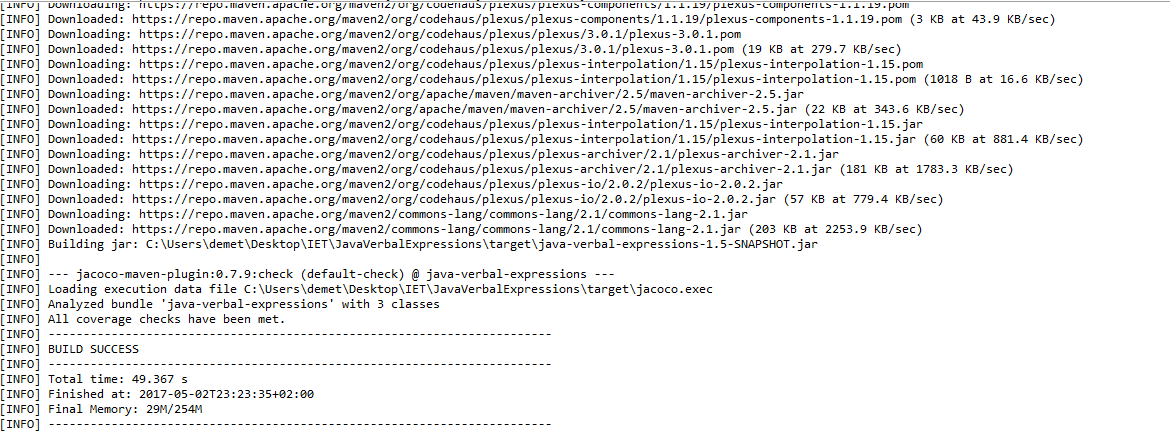 [INFO] Downloading: https://repo.maven.apache.org/maven2/org/codehaus/plexus/plexus-components/1.1.19/plexus-components-1.1.19.pom
[INFO] Downloaded: https://repo.maven.apache.org/maven2/org/codehaus/plexus/plexus-components/1.1.19/plexus-components-1.1.19.pom (3 KB at 43.9 KB/sec)
[INFO] Downloading: https://repo.maven.apache.org/maven2/org/codehaus/plexus/plexus/3.0.1/plexus-3.0.1.pom
[INFO] Downloaded: https://repo.maven.apache.org/maven2/org/codehaus/plexus/plexus/3.0.1/plexus-3.0.1.pom (19 KB at 279.7 KB/sec)
[INFO] Downloading: https://repo.maven.apache.org/maven2/org/codehaus/plexus/plexus-interpolation/1.15/plexus-interpolation-1.15.pom
[INFO] Downloaded: https://repo.maven.apache.org/maven2/org/codehaus/plexus/plexus-interpolation/1.15/plexus-interpolation-1.15.pom (1018 B at 16.6 KB/sec)
[INFO] Downloading: https://repo.maven.apache.org/maven2/org/apache/maven/maven-archiver/2.5/maven-archiver-2.5.jar
[INFO] Downloaded: https://repo.maven.apache.org/maven2/org/apache/maven/maven-archiver/2.5/maven-archiver-2.5.jar (22 KB at 343.6 KB/sec)
[INFO] Downloading: https://repo.maven.apache.org/maven2/org/codehaus/plexus/plexus-interpolation/1.15/plexus-interpolation-1.15.jar
[INFO] Downloaded: https://repo.maven.apache.org/maven2/org/codehaus/plexus/plexus-interpolation/1.15/plexus-interpolation-1.15.jar (60 KB at 881.4 KB/sec)
[INFO] Downloading: https://repo.maven.apache.org/maven2/org/codehaus/plexus/plexus-archiver/2.1/plexus-archiver-2.1.jar
[INFO] Downloaded: https://repo.maven.apache.org/maven2/org/codehaus/plexus/plexus-archiver/2.1/plexus-archiver-2.1.jar (181 KB at 1783.3 KB/sec)
[INFO] Downloading: https://repo.maven.apache.org/maven2/org/codehaus/plexus/plexus-io/2.0.2/plexus-io-2.0.2.jar
[INFO] Downloaded: https://repo.maven.apache.org/maven2/org/codehaus/plexus/plexus-io/2.0.2/plexus-io-2.0.2.jar (57 KB at 779.4 KB/sec)
[INFO] Downloading: https://repo.maven.apache.org/maven2/commons-lang/commons-lang/2.1/commons-lang-2.1.jar
[INFO] Downloaded: https://repo.maven.apache.org/maven2/commons-lang/commons-lang/2.1/commons-lang-2.1.jar (203 KB at 2253.9 KB/sec)
[INFO] Building jar: C:\Users\demet\Desktop\IET\JavaVerbalExpressions\target\java-verbal-expressions-1.5-SNAPSHOT.jar
[INFO]
[INFO] --- jacoco-maven-plugin:0.7.9:check (default-check) @ java-verbal-expressions ---
[INFO] Loading execution data file C:\Users\demet\Desktop\IET\JavaVerbalExpressions\target\jacoco.exec
[INFO] Analyzed bundle 'java-verbal-expressions' with 3 classes
[INFO] All coverage checks have been met.
[INFO] ------------------------------------------------------------------------
[INFO] BUILD SUCCESS
[INFO] ------------------------------------------------------------------------
[INFO] Total time: 49.367 s
[INFO] Finished at: 2017-05-02T23:23:35+02:00
[INFO] Final Memory: 29M/254M
[INFO] ------------------------------------------------------------------------